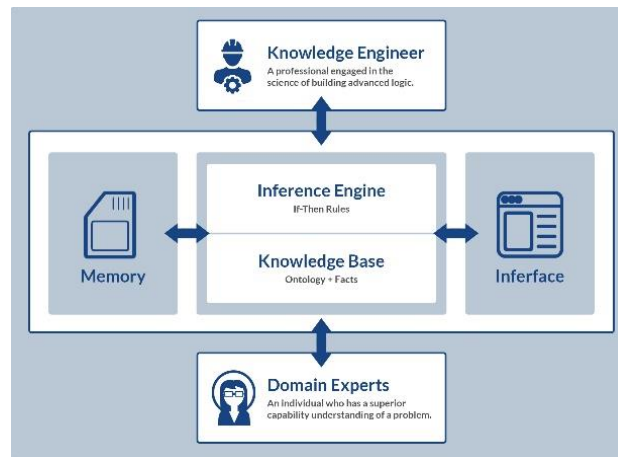 Knowledge Engineer
A professional engaged in the
science of building advanced logic.
Memory
Inference Engine
If-Then Rules
Knowledge Base
Ontology + Facts
Inferface
Domain Experts
An individual who has a superior
capability understanding of a problem.